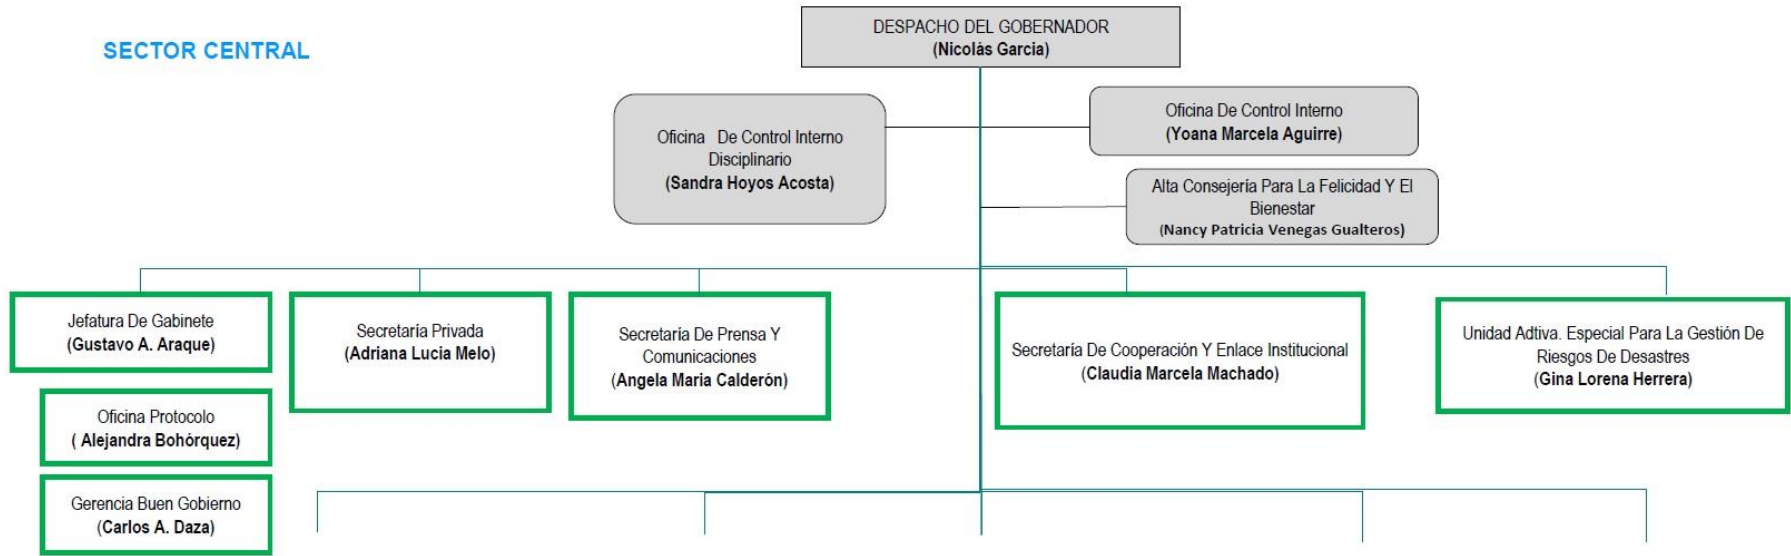 SECTOR CENTRAL
DESPACHO DEL GOBERNADOR
(Nicolás Garcia)
Oficina De Control Interno
Disciplinario
(Sandra Hoyos Acosta)
Oficina De Control Interno
(Yoana Marcela Aguirre)
Alta Consejería Para La Felicidad Y El
Bienestar
(Nancy Patricia Venegas Gualteros)
Jefatura De Gabinete
(Gustavo A. Araque)
Secretaría Privada
(Adriana Lucia Melo)
Secretaría De Prensa Y
Comunicaciones
(Angela Maria Calderón)
Secretaría De Cooperación Y Enlace Institucional
(Claudia Marcela Machado)
Unidad Adtiva. Especial Para La Gestión De
Riesgos De Desastres
(Gina Lorena Herrera)
Oficina Protocolo
( Alejandra Bohórquez)
Gerencia Buen Gobierno
(Carlos A. Daza)